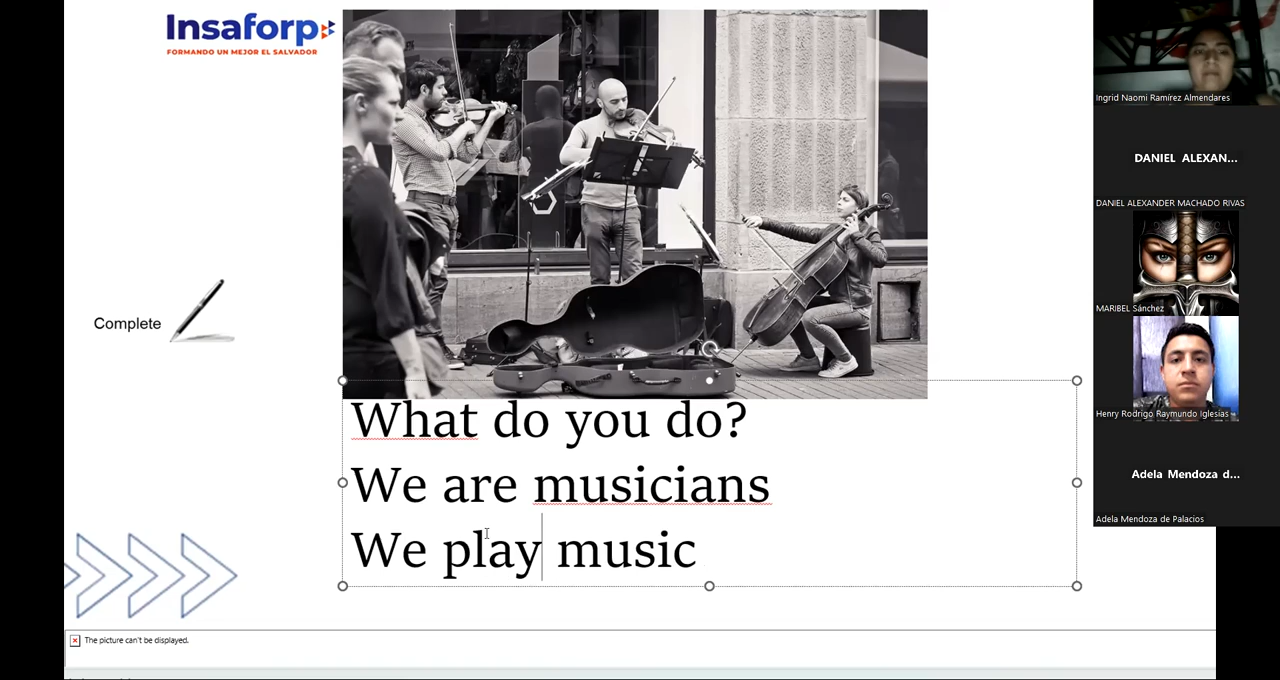 Insaforp
FORMANDO UN MEJOR EL SALVADOR
Complete
What do you do?
We are musicians
We play music
The picture can't be displayed.
Ingrid Naomi Ramírez Almendares
DANIEL ALEXAN...
DANIEL ALEXANDER MACHADO RIVAS
MARIBEL Sánchez
Henry Rodrigo Raymundo Iglesias
Adela Mendoza d...
Adela Mendoza de Palacios